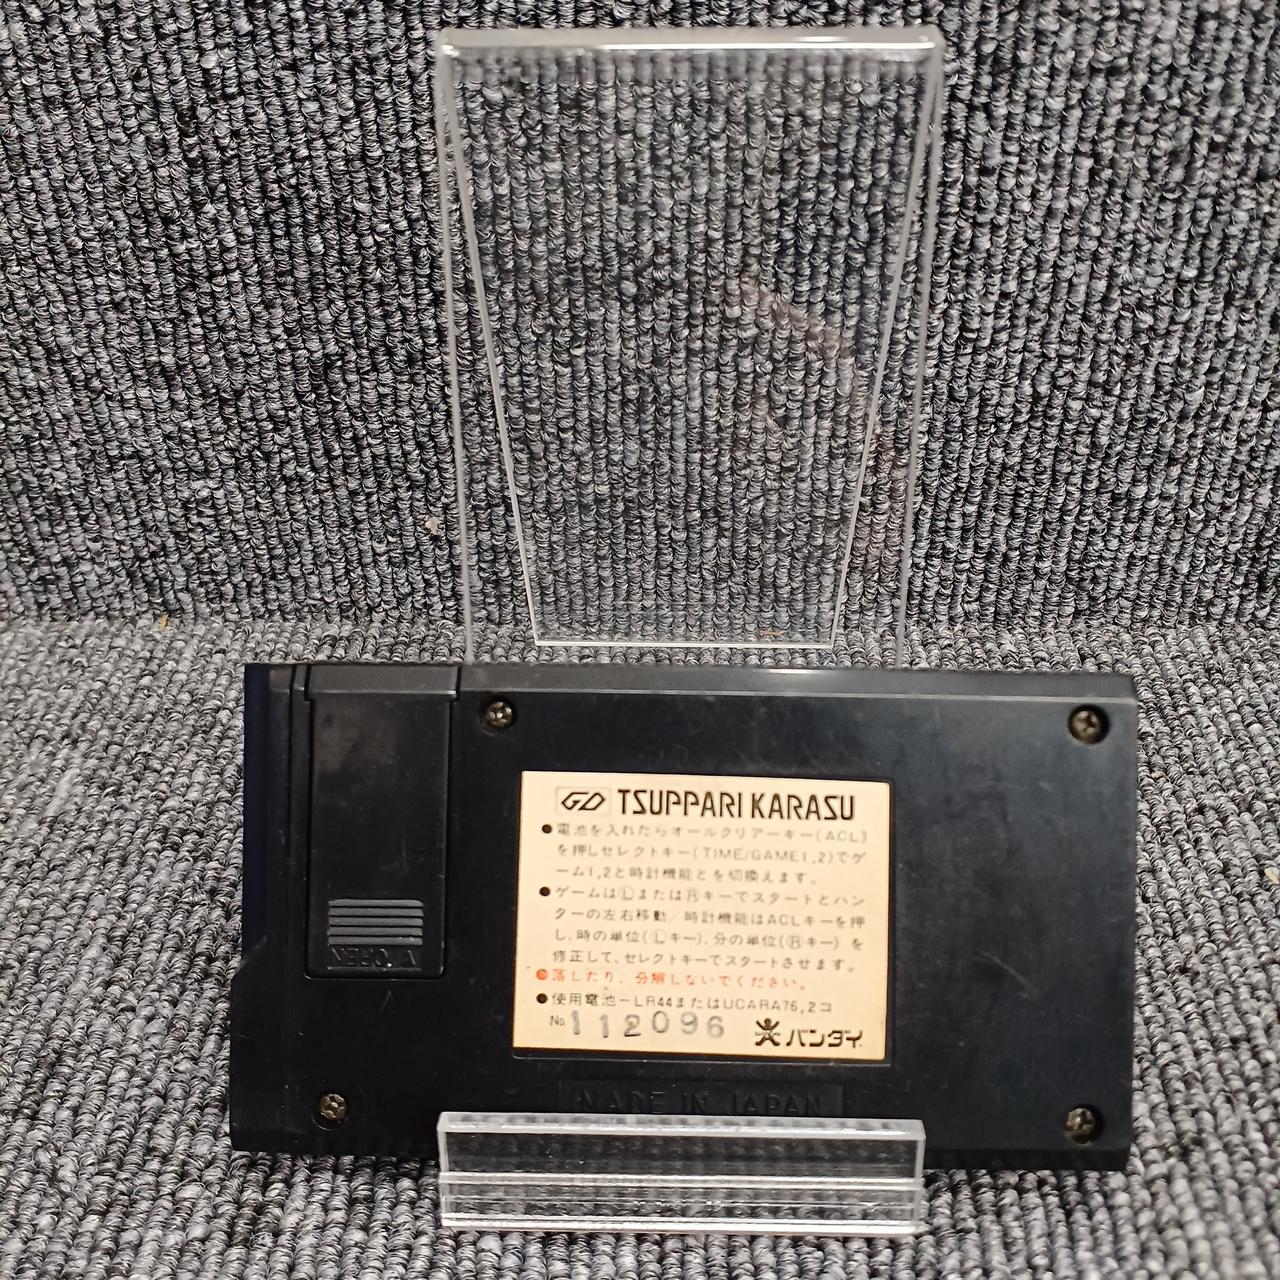 GD TSUPPARI KARASU
●電池を入れたらオールクリアーキー(ACL)
を押しセレクトキー(TIME/GAME1,2)でゲ
ーム1,2と時計機能とを切換えます。
●ゲームはⓁまたはⓇキーでスタートとハン
ターの左右移動/時計機能はACLキーを押
し、時の単位(Ⓛキー)、分の単位(Ⓡキー)を
修正して、セレクトキーでスタートさせます。
●落したり、分解しないでください。
●使用電池ーLR44またはUCARA76,2コ
No.112096 バンダイ
OPEN
MADE IN JAPAN